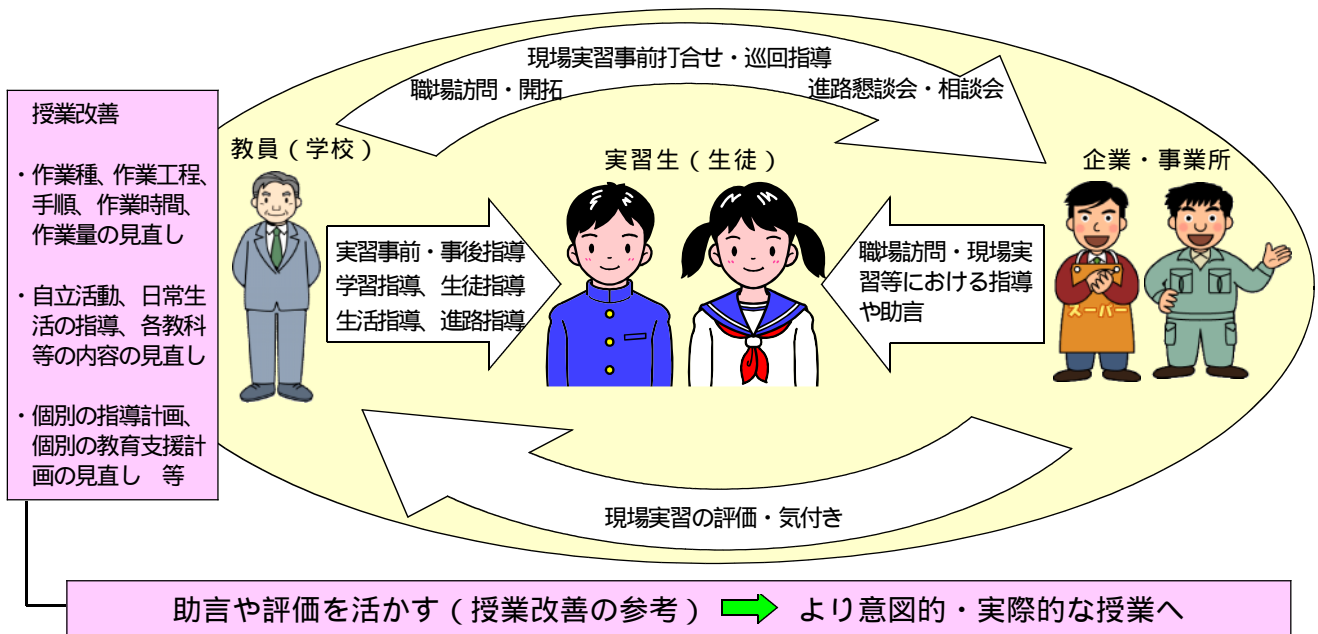 現場実習事前打合せ・巡回指導
職場訪問・開拓
進路懇談会・相談会
授業改善
・作業種、作業工程、
手順、作業時間、
作業量の見直し
・自立活動、日常生
活の指導、各教科
等の内容の見直し
・個別の指導計画、
個別の教育支援計
画の見直し　等
教員（学校）
実習生（生徒）
企業・事業所
実習事前・事後指導
学習指導、生徒指導
生活指導、進路指導
職場訪問・現場実
習等における指導
や助言
スーパー
現場実習の評価・気付き
助言や評価を活かす（授業改善の参考） より意図的・実際的な授業へ